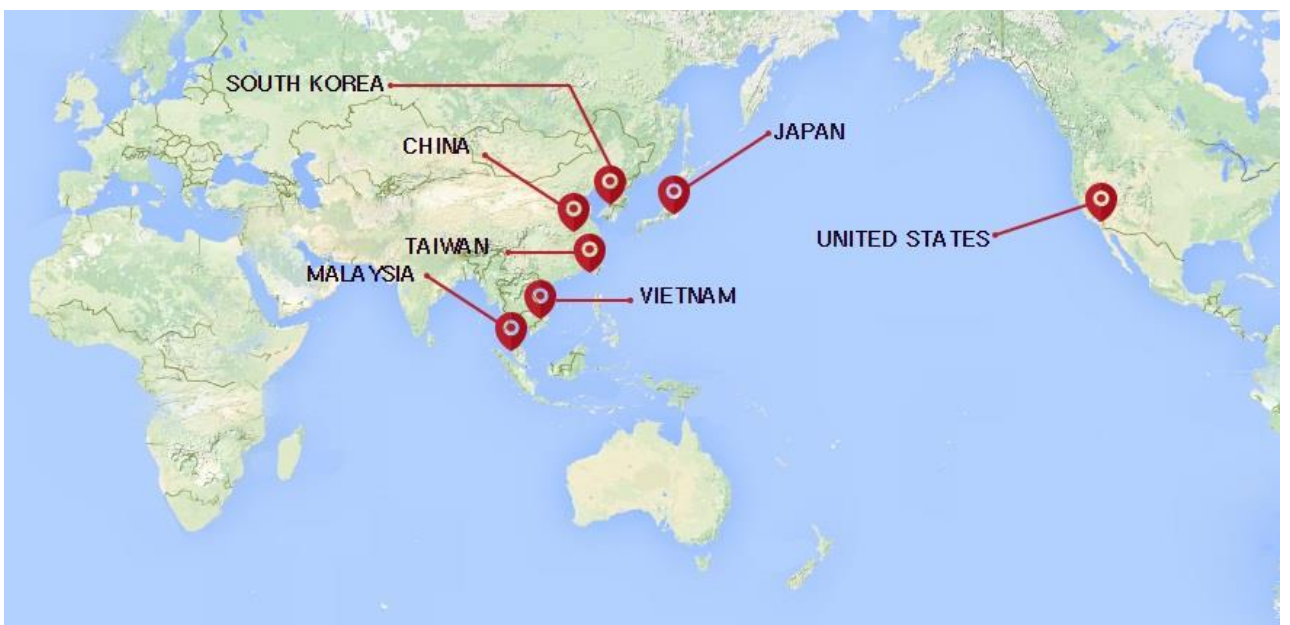 SOUTH KOREA
JAPAN
CHINA
UNITED STATES
TAIWAN
MALAYSIA
VIETNAM